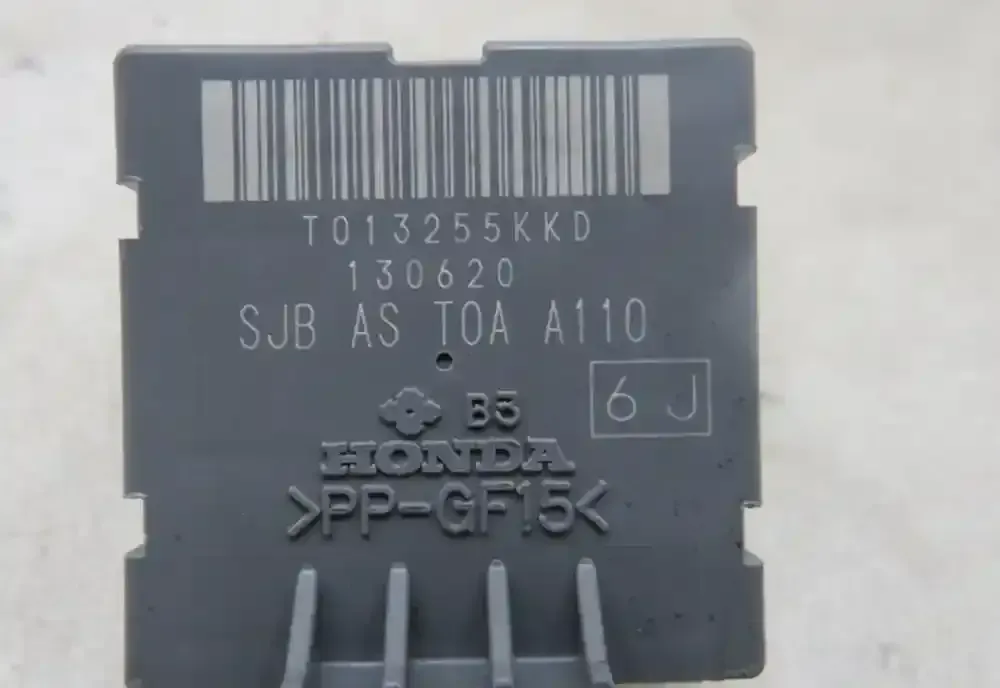 T013255KKD
130620
SJB AS T0A A110
6 J
B5
HONDA
>PP-GF15<